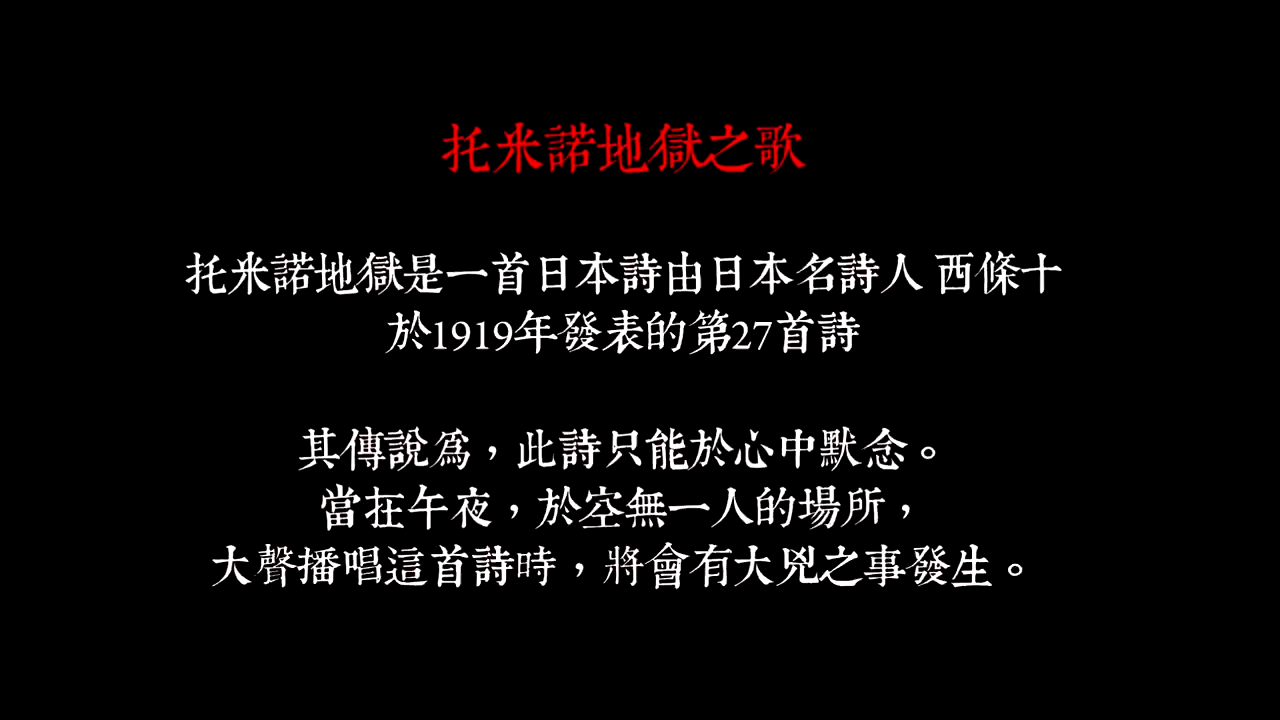 托米諾地獄之歌
托米諾地獄是一首日本詩由日本名詩人 西條十
於1919年發表的第27首詩
其傳說為，此詩只能於心中默念。
當在午夜，於空無一人的場所，
大聲播唱這首詩時，將會有大兇之事發生。